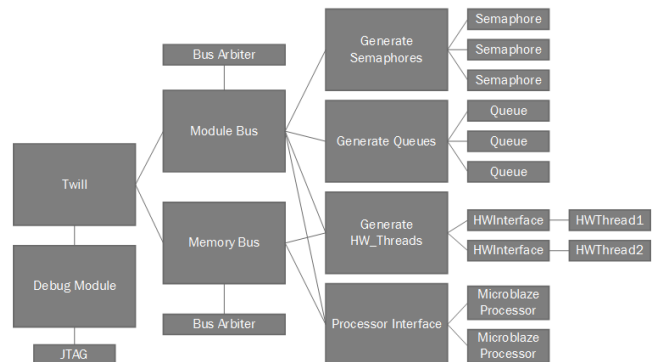 Semaphore
Semaphore
Semaphore
Generate
Semaphores
Bus Arbiter
Module Bus
Queue
Queue
Queue
Generate Queues
Twill
Memory Bus
Generate
HW_Threads
HWInterface
HWThread1
HWInterface
HWThread2
Debug Module
Bus Arbiter
Processor Interface
Microblaze
Processor
Microblaze
Processor
JTAG